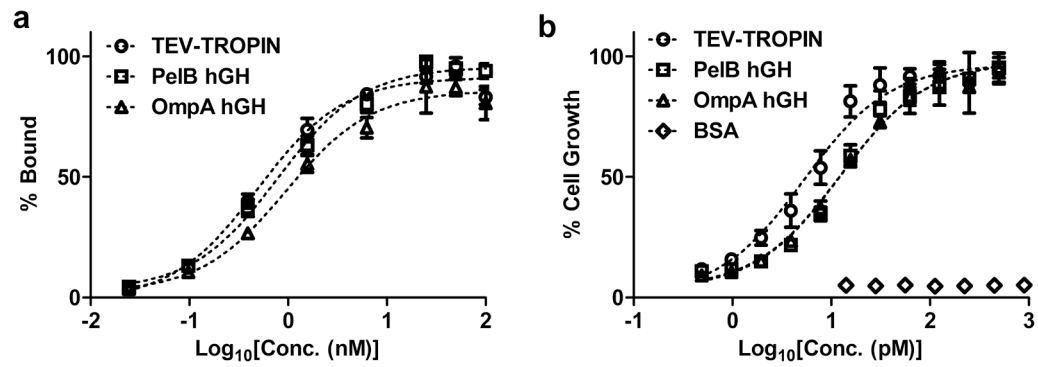 a
TEV-TROPIN
PelB hGH
OmpA hGH
100
50
0
% Bound
-2 -1 0 1 2
Log10[Conc. (nM)]
b
TEV-TROPIN
PelB hGH
OmpA hGH
BSA
100
50
0
% Cell Growth
-1 0 1 2 3
Log10[Conc. (pM)]